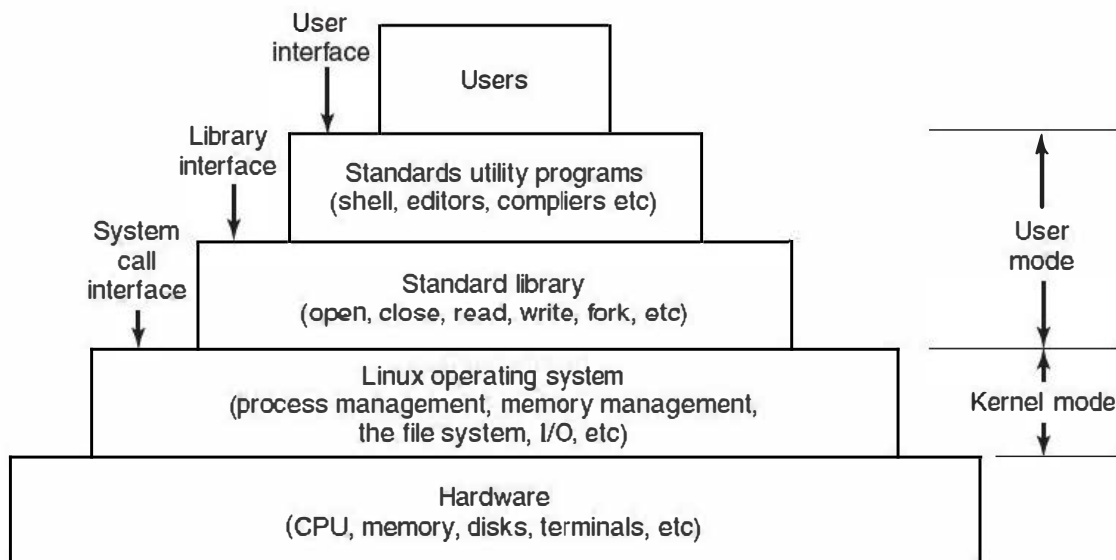 User
interface
Users
Library
interface
Standards utility programs
(shell, editors, compliers etc)
System
call
interface
Standard library
(open, close, read, write, fork, etc)
User
mode
Linux operating system
(process management, memory management,
the file system, I/O, etc)
Kernel mode
Hardware
(CPU, memory, disks, terminals, etc)